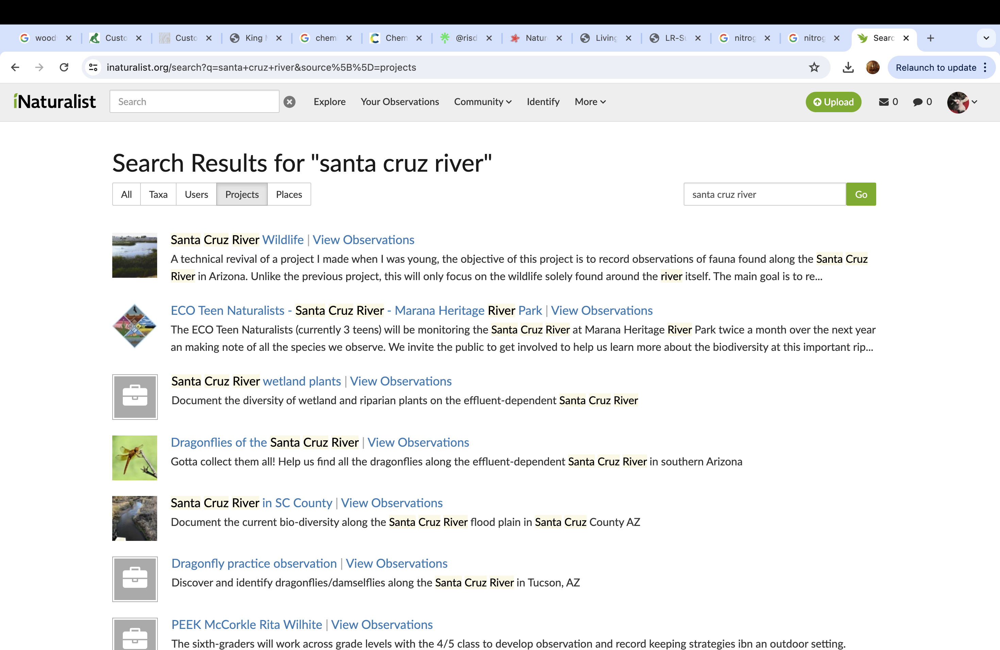 wood Custo Custo King chem Chem @risd Natur Living LR-Su nitrog nitrog Searc
inaturalist.org/search?q=santa+cruz+river&source%5B%5D=projects Relaunch to update
iNaturalist Search Explore Your Observations Community Identify More Upload 0 0
Search Results for "santa cruz river"
All Taxa Users Projects Places santa cruz river Go
Santa Cruz River Wildlife | View Observations
A technical revival of a project I made when I was young, the objective of this project is to record observations of fauna found along the Santa Cruz
River in Arizona. Unlike the previous project, this will only focus on the wildlife solely found around the river itself. The main goal is to re...
ECO Teen Naturalists - Santa Cruz River - Marana Heritage River Park | View Observations
The ECO Teen Naturalists (currently 3 teens) will be monitoring the Santa Cruz River at Marana Heritage River Park twice a month over the next year
an making note of all the species we observe. We invite the public to get involved to help us learn more about the biodiversity at this important rip...
Santa Cruz River wetland plants | View Observations
Document the diversity of wetland and riparian plants on the effluent-dependent Santa Cruz River
Dragonflies of the Santa Cruz River | View Observations
Gotta collect them all! Help us find all the dragonflies along the effluent-dependent Santa Cruz River in southern Arizona
Santa Cruz River in SC County | View Observations
Document the current bio-diversity along the Santa Cruz River flood plain in Santa Cruz County AZ
Dragonfly practice observation | View Observations
Discover and identify dragonflies/damselflies along the Santa Cruz River in Tucson, AZ
PEEK McCorkle Rita Wilhite | View Observations
The sixth-graders will work across grade levels with the 4/5 class to develop observation and record keeping strategies ibn an outdoor setting.